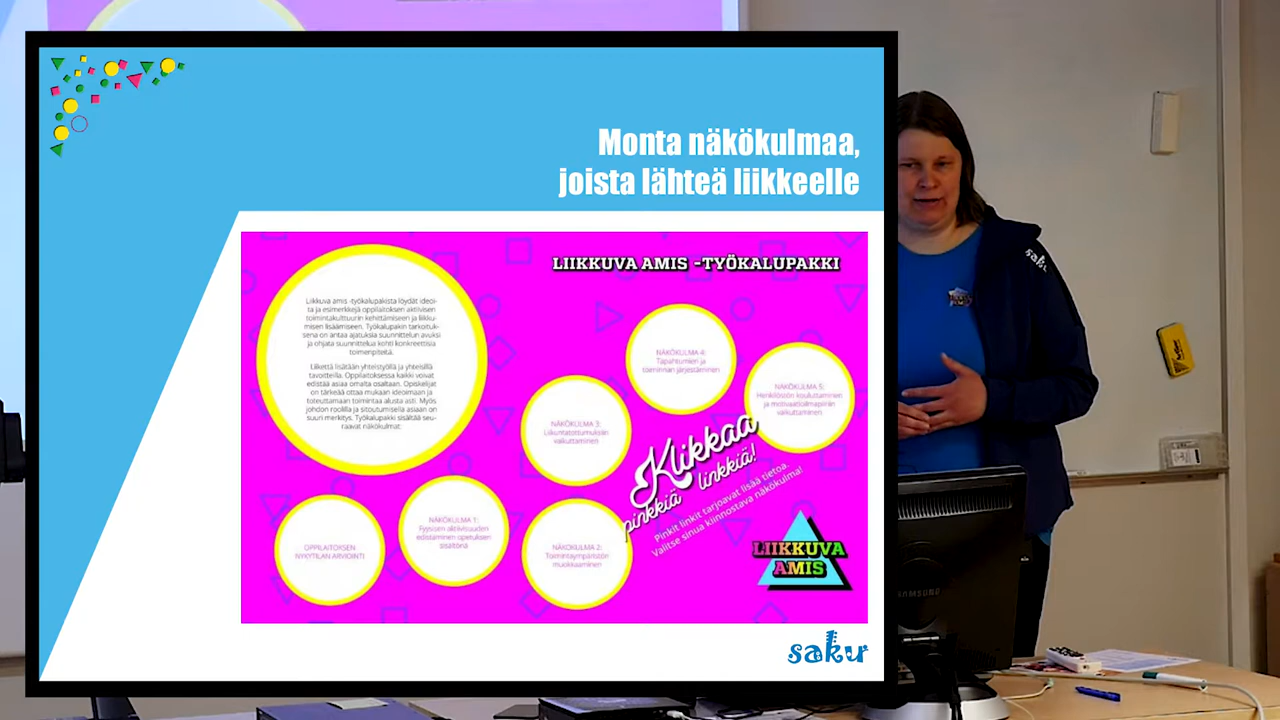 Monta näkökulmaa,
joista lähteä liikkeelle
LIIKKUVA AMIS -TYÖKALUPAKKI
Liikkuva amis -työkalupakista löydät ideoi-
ta ja esimerkkejä oppilaitoksen aktiivisen
toimintakulttuurin kehittämiseen ja liikku-
misen lisäämiseen. Työkalupakin tarkoituk-
sena on antaa ajatuksia suunnittelun avuksi
ja ohjata suunnittelua kohti konkreettisia
toimenpiteitä.
Liikettä lisätään yhteistyöllä ja yhteisillä
tavoitteilla. Oppilaitoksessa kaikki voivat
edistää asiaa omalta osaltaan. Opiskelijat
on tärkeää ottaa mukaan ideoimaan ja
toteuttamaan toimintaa alusta asti. Myös
johdon roolilla ja sitoutumisella asiaan on
suuri merkitys. Työkalupakki sisältää seu-
raavat näkökulmat:
OPPILAITOKSEN
NYKYTILAN ARVIOINTI
NÄKÖKULMA 1:
Fyysisen aktiivisuuden
edistäminen opetuksen
sisältönä
NÄKÖKULMA 2:
Toimintaympäristön
muokkaaminen
NÄKÖKULMA 3:
Liikuntatottumuksiin
vaikuttaminen
NÄKÖKULMA 4:
Tapahtumien ja
toiminnan järjestäminen
NÄKÖKULMA 5:
Henkilöstön kouluttaminen
ja motivaatioilmapiiriin
vaikuttaminen
Klikkaa
pinkkiä linkkiä!
Pinkit linkit tarjoavat lisää tietoa.
Valitse sinua kiinnostava näkökulma!
LIIKKUVA
AMIS
saku
saku
SAMSUNG